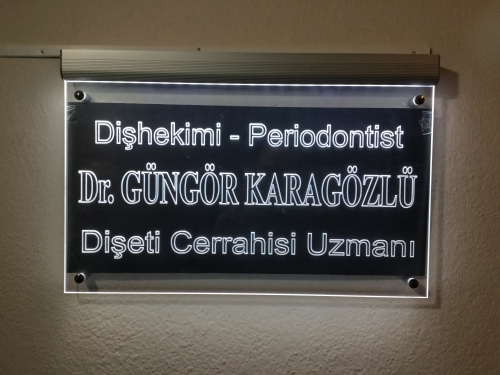 Dişhekimi - Periodontist
Dr. GÜNGÖR KARAGÖZLÜ
Dişeti Cerrahisi Uzmanı